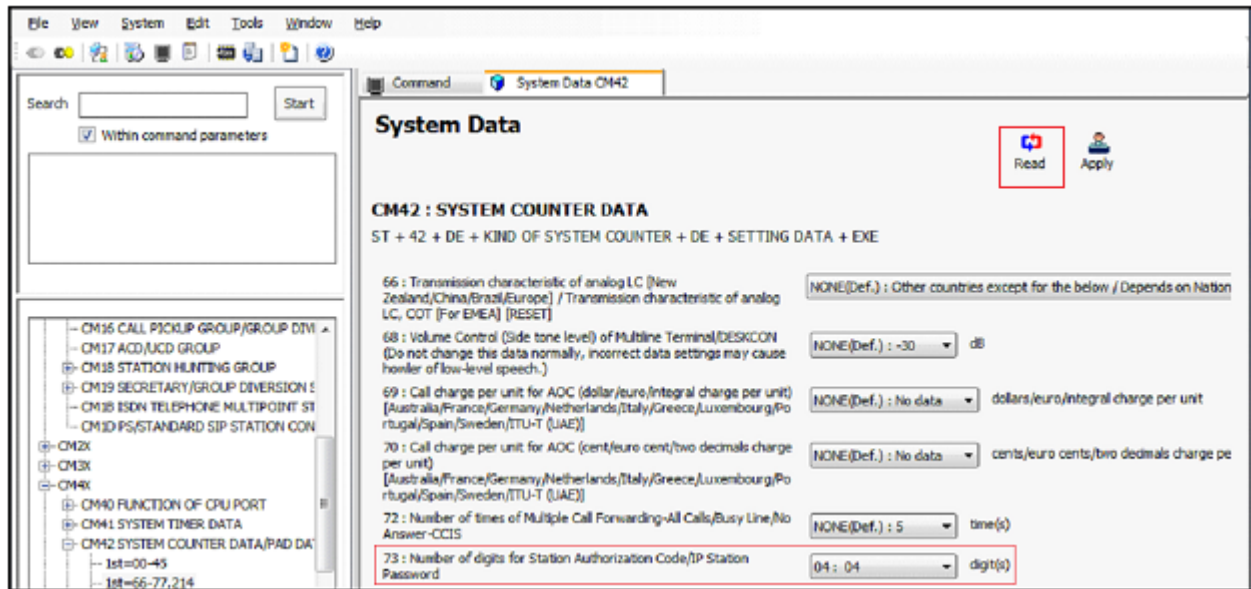 File View System Edit Tools Window Help
Search Start
Within command parameters
CM16 CALL PICKUP GROUP/GROUP DIVI
CM17 ACD/UCD GROUP
CM18 STATION HUNTING GROUP
CM19 SECRETARY/GROUP DIVERSION S
CM1B ISDN TELEPHONE MULTIPOINT ST
CM1D PS/STANDARD SIP STATION CON
CM2X
CM3X
CM4X
CM40 FUNCTION OF CPU PORT
CM41 SYSTEM TIMER DATA
CM42 SYSTEM COUNTER DATA/PAD DA
1st=00-45
1st=66-77,214
Command System Data CM42
System Data
Read Apply
CM42 : SYSTEM COUNTER DATA
ST + 42 + DE + KIND OF SYSTEM COUNTER + DE + SETTING DATA + EXE
66 : Transmission characteristic of analog LC [New
Zealand/China/Brazil/Europe] / Transmission characteristic of analog
LC, COT [For EMEA] [RESET]
NONE(Def.) : Other countries except for the below / Depends on Nation
68 : Volume Control (Side tone level) of Multiline Terminal/DESKCON
(Do not change this data normally, incorrect data settings may cause
howler of low-level speech.)
NONE(Def.) : -30 dB
69 : Call charge per unit for AOC (dollar/euro/integral charge per unit)
[Australia/France/Germany/Netherlands/Italy/Greece/Luxembourg/Po
rtugal/Spain/Sweden/ITU-T (UAE)]
NONE(Def.) : No data dollars/euro/integral charge per unit
70 : Call charge per unit for AOC (cent/euro cent/two decimals charge
per unit)
[Australia/France/Germany/Netherlands/Italy/Greece/Luxembourg/Po
rtugal/Spain/Sweden/ITU-T (UAE)]
NONE(Def.) : No data cents/euro cents/two decimals charge pe
72 : Number of times of Multiple Call Forwarding-All Calls/Busy Line/No
Answer-CCIS
NONE(Def.) : 5 time(s)
73 : Number of digits for Station Authorization Code/IP Station
Password
04 : 04 digit(s)